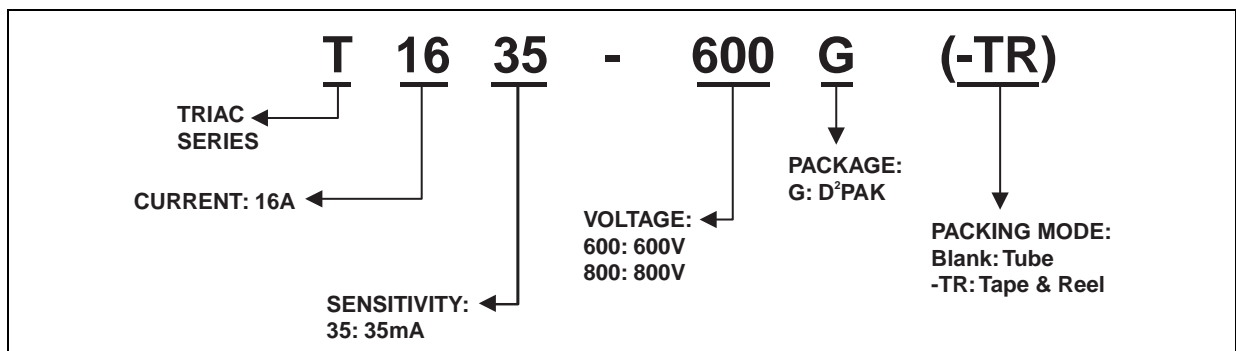 T 16 35 - 600 G (-TR)
TRIAC
SERIES
CURRENT: 16A
SENSITIVITY:
35: 35mA
VOLTAGE:
600: 600V
800: 800V
PACKAGE:
G: D²PAK
PACKING MODE:
Blank: Tube
-TR: Tape & Reel